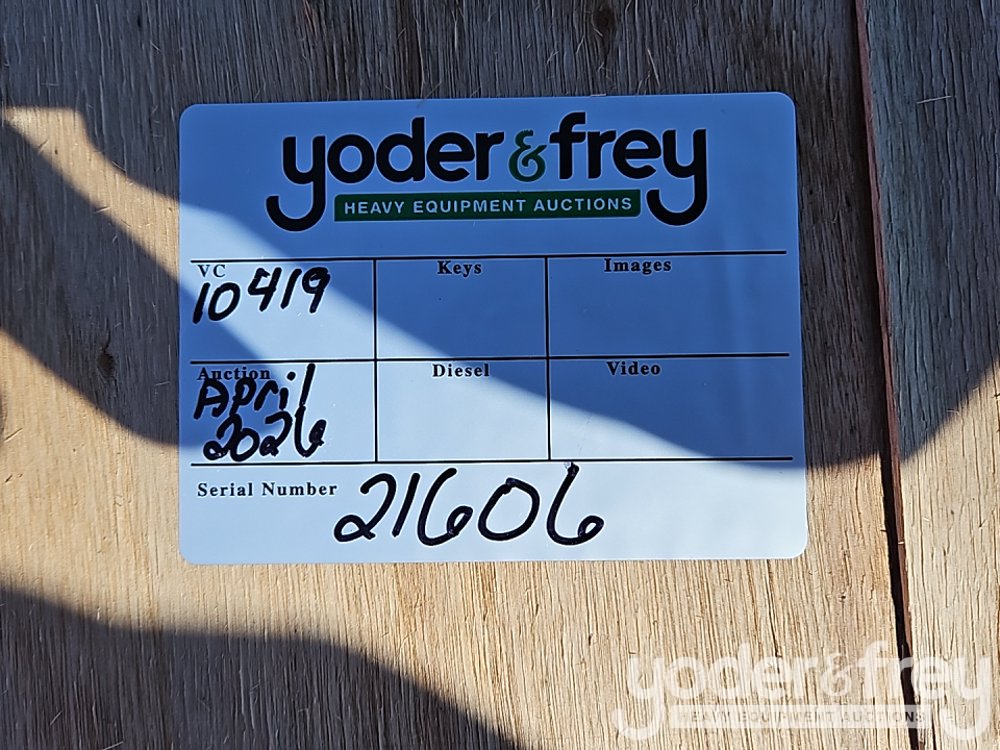 yoder & frey
HEAVY EQUIPMENT AUCTIONS
VC Keys Images
10419
Auction Diesel Video
April
2026
Serial Number 21606
yoder & frey
HEAVY EQUIPMENT AUCTIONS